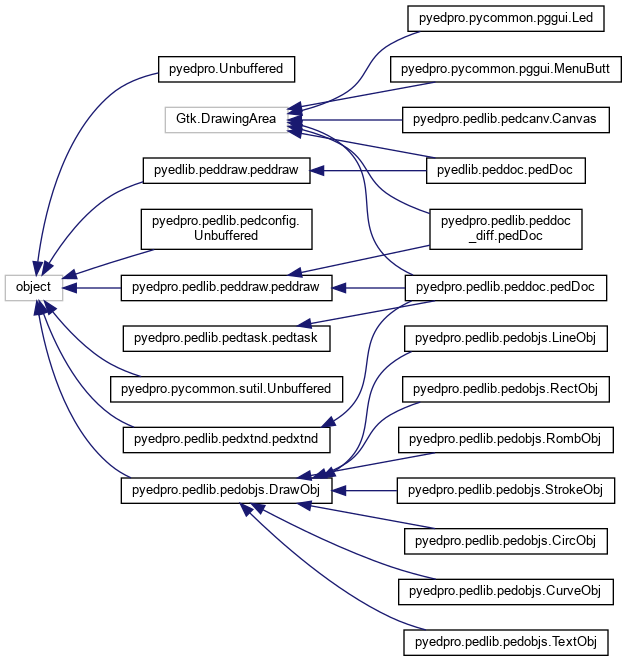 pyedpro.pycommon.pggui.Led
pyedpro.Unbuffered
pyedpro.pycommon.pggui.MenuButt
Gtk.DrawingArea
pyedpro.pedlib.pedcanv.Canvas
pyedlib.peddraw.peddraw
pyedlib.peddoc.pedDoc
pyedpro.pedlib.pedconfig.
Unbuffered
pyedpro.pedlib.peddoc
_diff.pedDoc
object
pyedpro.pedlib.peddraw.peddraw
pyedpro.pedlib.peddoc.pedDoc
pyedpro.pedlib.pedtask.pedtask
pyedpro.pedlib.pedobjs.LineObj
pyedpro.pycommon.sutil.Unbuffered
pyedpro.pedlib.pedobjs.RectObj
pyedpro.pedlib.pedxtnd.pedxtnd
pyedpro.pedlib.pedobjs.RombObj
pyedpro.pedlib.pedobjs.DrawObj
pyedpro.pedlib.pedobjs.StrokeObj
pyedpro.pedlib.pedobjs.CircObj
pyedpro.pedlib.pedobjs.CurveObj
pyedpro.pedlib.pedobjs.TextObj